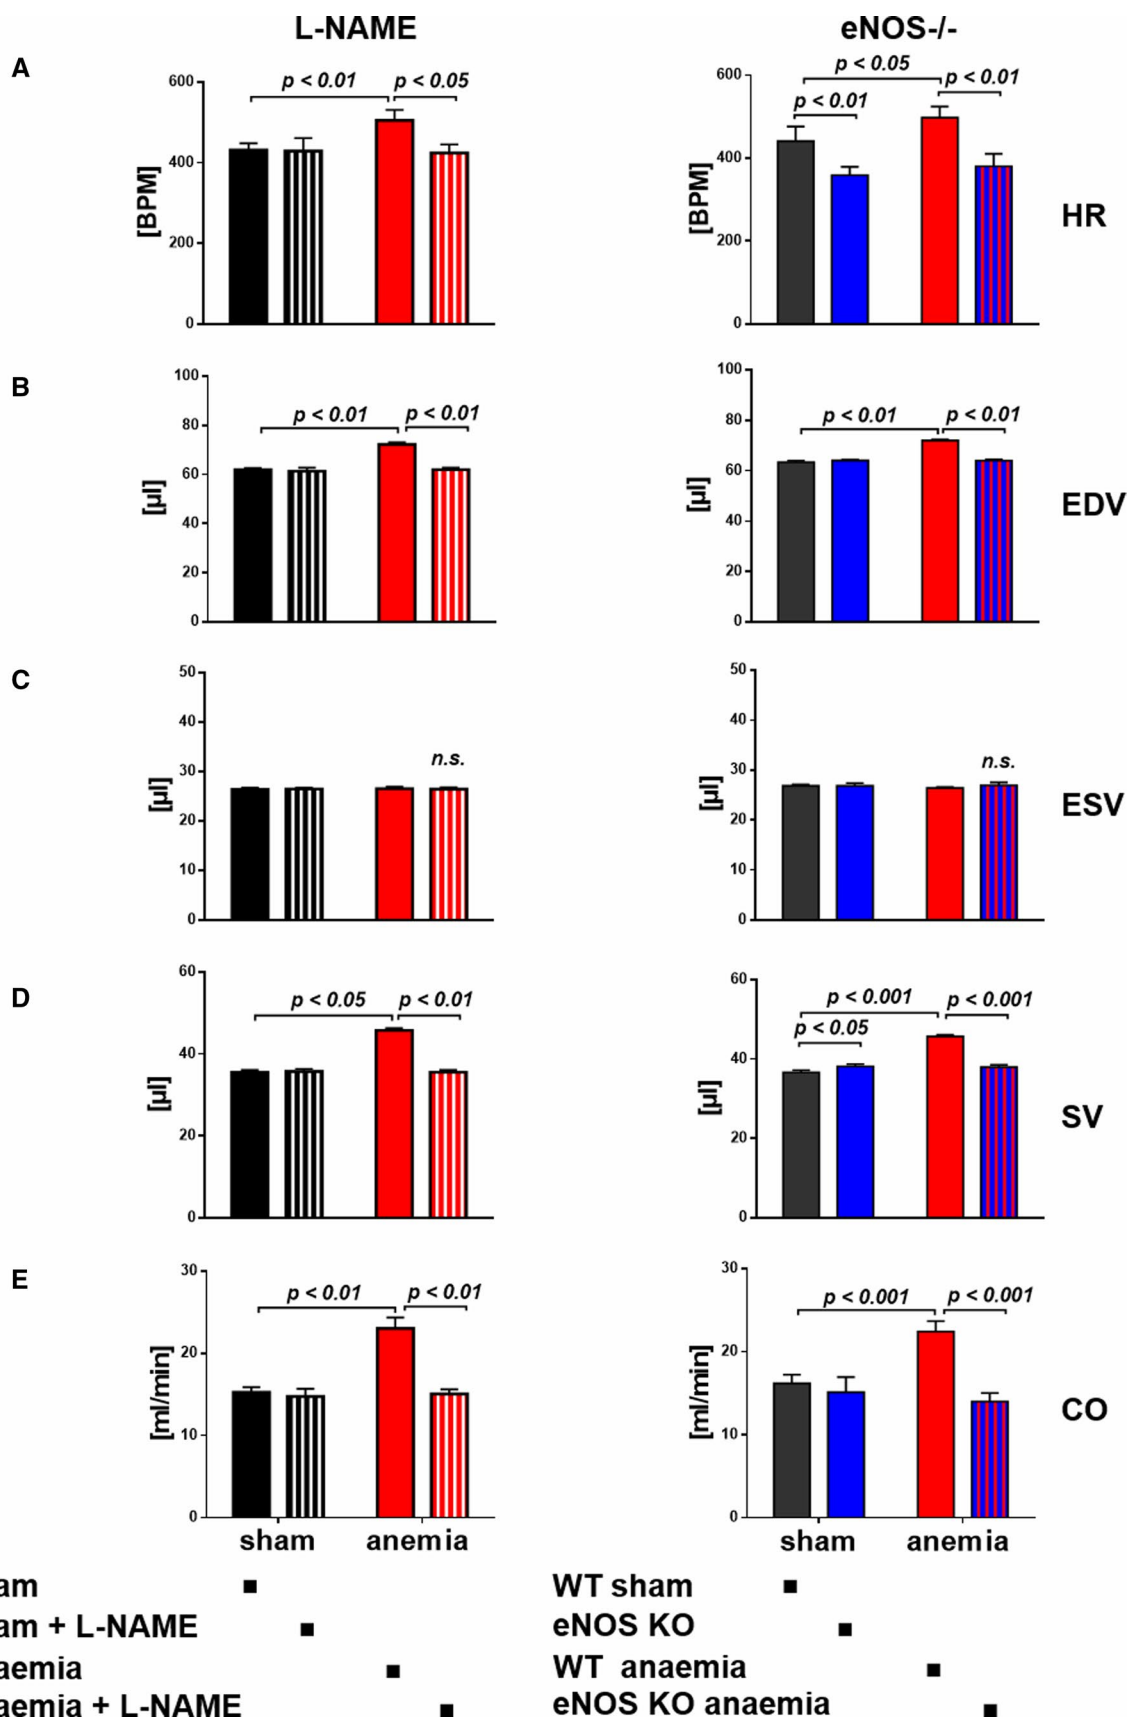 L-NAME eNOS-/-
A
p < 0.01 p < 0.05
p < 0.05 p < 0.01
p < 0.01
600
400
200
0
[BPM]
600
400
200
0
[BPM]
HR
B
p < 0.01 p < 0.01
p < 0.01 p < 0.01
100
80
60
40
20
0
[µl]
100
80
60
40
20
0
[µl]
EDV
C
n.s.
n.s.
50
40
30
20
10
0
[µl]
50
40
30
20
10
0
[µl]
ESV
D
p < 0.05 p < 0.01
p < 0.001 p < 0.001
p < 0.05
60
40
20
0
[µl]
60
40
20
0
[µl]
SV
E
p < 0.01 p < 0.01
p < 0.001 p < 0.001
30
20
10
0
[ml/min]
30
20
10
0
[ml/min]
CO
sham anemia sham anemia
am WT sham
am + L-NAME eNOS KO
aemia WT anaemia
aemia + L-NAME eNOS KO anaemia